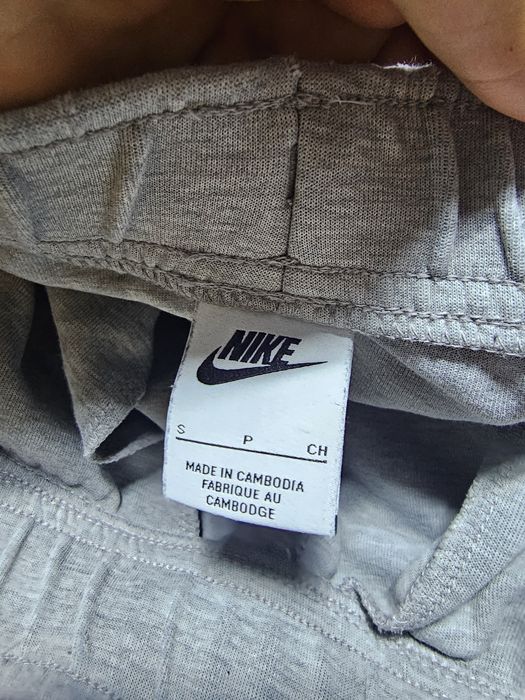 NIKE
S P CH
MADE IN CAMBODIA
FABRIQUE AU
CAMBODGE